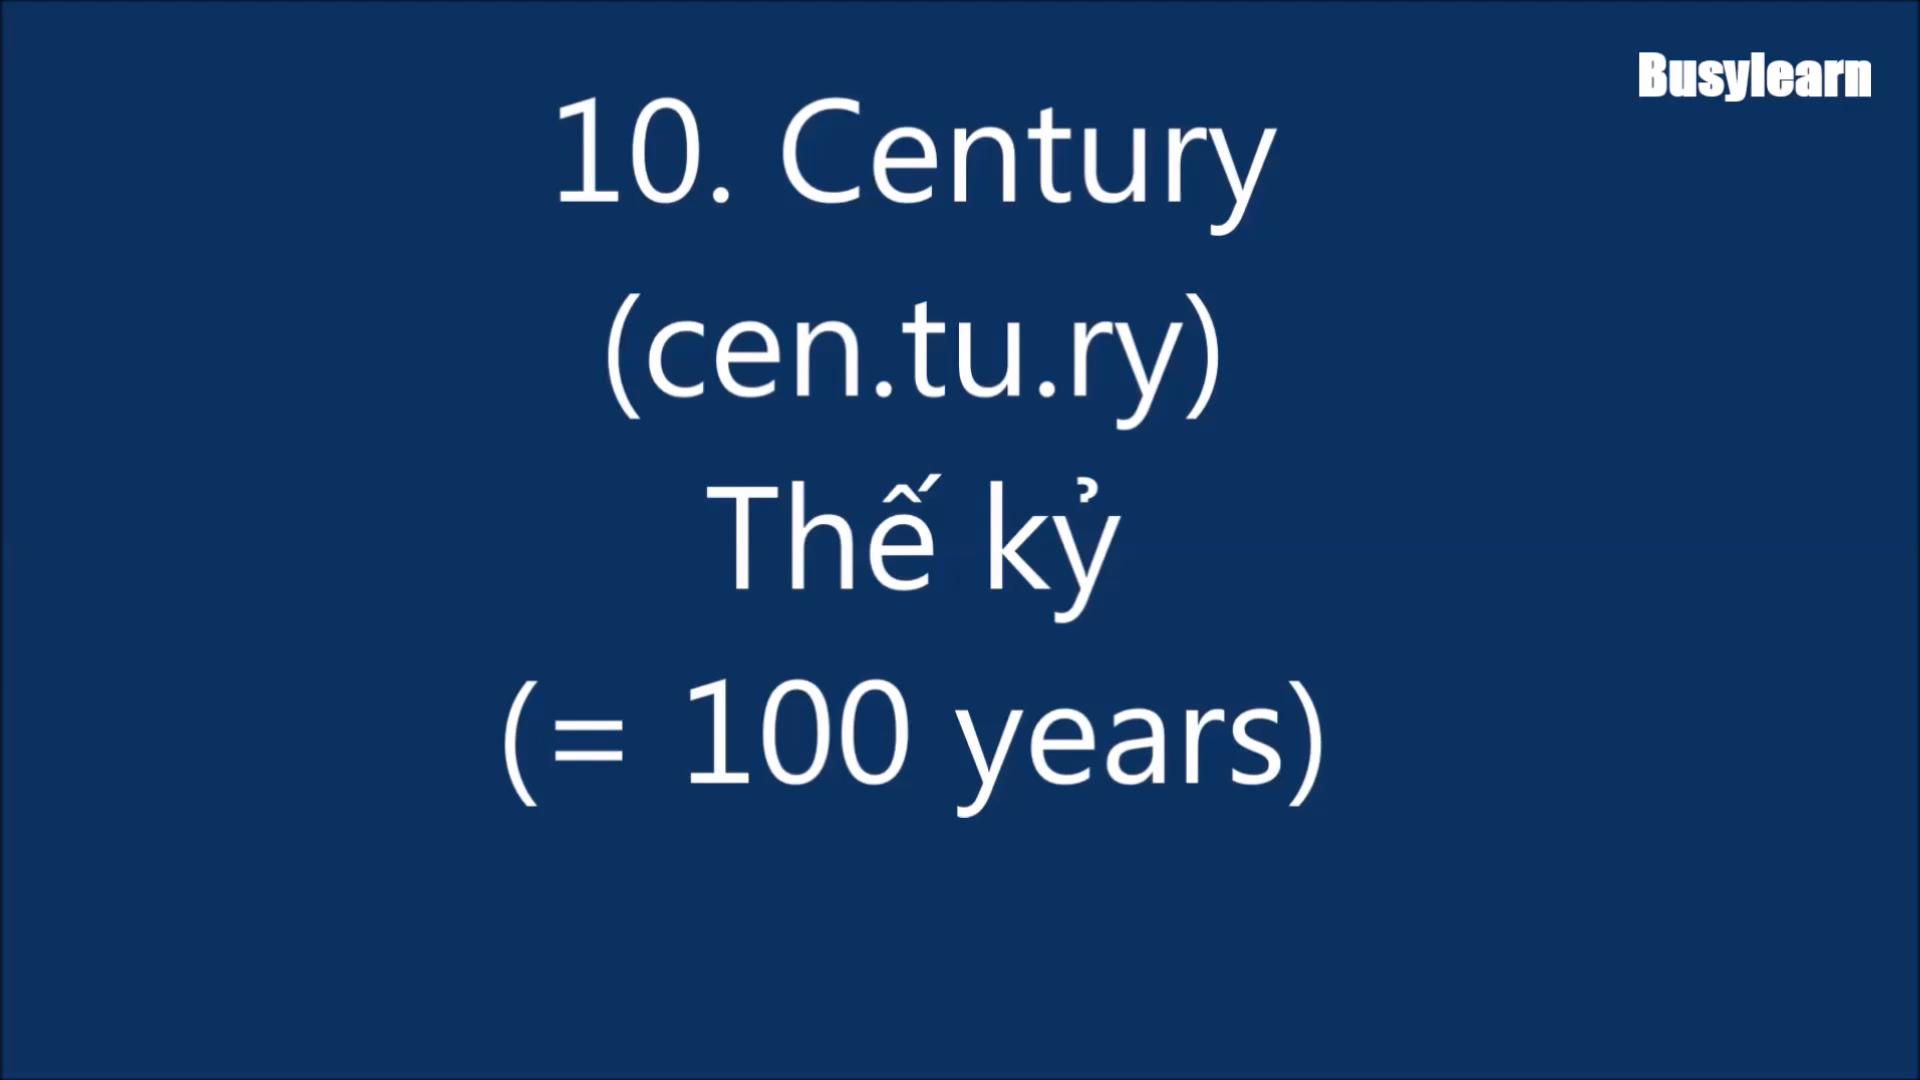 Busylearn
10. Century
(cen.tu.ry)
Thế kỷ
(= 100 years)